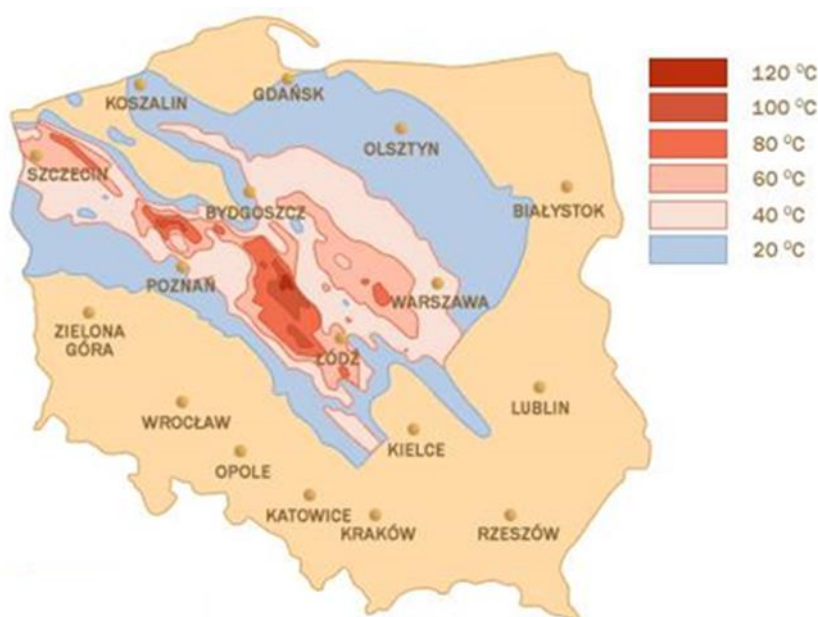 KOSZALIN
GDAŃSK
OLSZTYN
SZCZECIN
BYDGOSZCZ
BIAŁYSTOK
POZNAŃ
WARSZAWA
ZIELONA
GÓRA
ŁÓDŹ
WROCŁAW
LUBLIN
KIELCE
OPOLE
KATOWICE
KRAKÓW
RZESZÓW
120 °C
100 °C
80 °C
60 °C
40 °C
20 °C